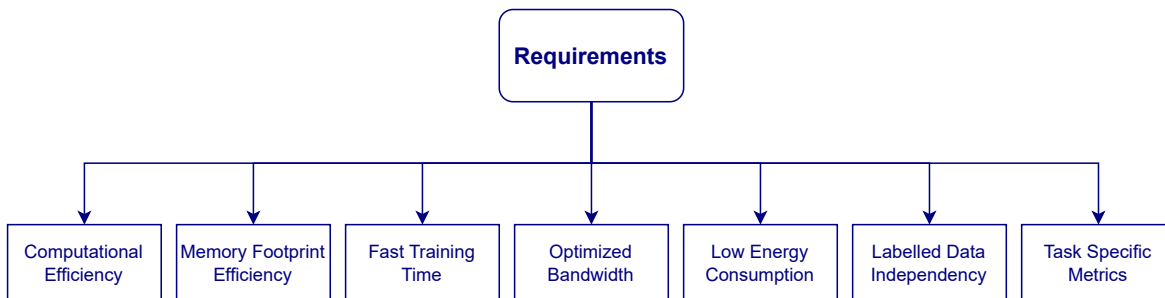 Requirements
Computational
Efficiency
Memory Footprint
Efficiency
Fast Training
Time
Optimized
Bandwidth
Low Energy
Consumption
Labelled Data
Independency
Task Specific
Metrics